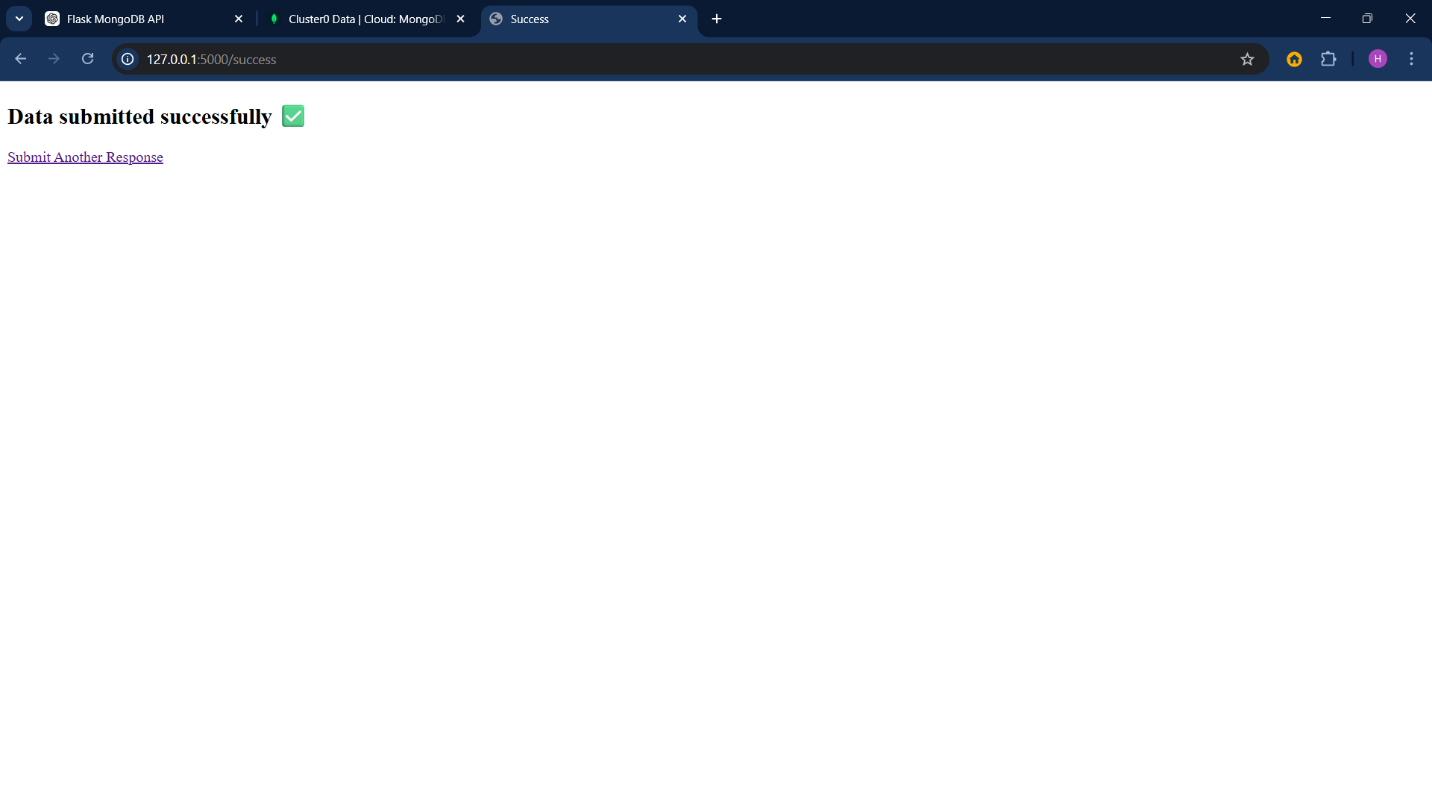 Flask MongoDB API
Cluster0 Data | Cloud: MongoD
Success
127.0.0.1:5000/success
H
Data submitted successfully ✅
Submit Another Response